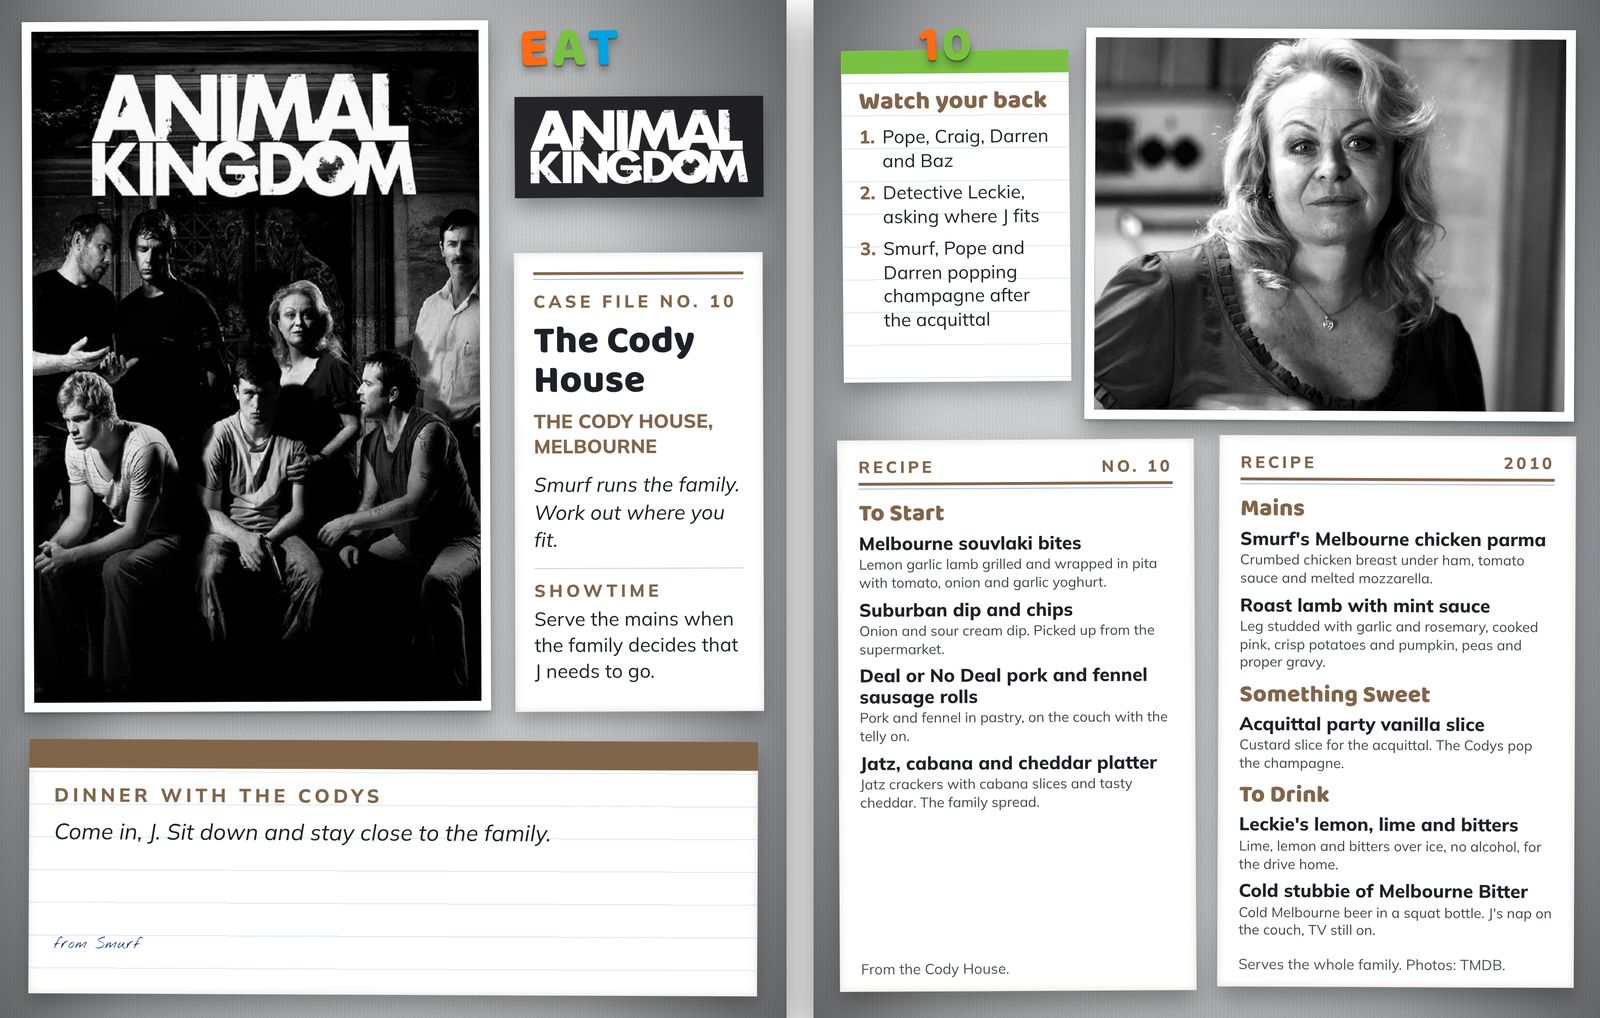 ANIMAL
KINGDOM
EAT
ANIMAL
KINGDOM
CASE FILE NO. 10
The Cody
House
THE CODY HOUSE,
MELBOURNE
Smurf runs the family.
Work out where you
fit.
SHOWTIME
Serve the mains when
the family decides that
J needs to go.
DINNER WITH THE CODYS
Come in, J. Sit down and stay close to the family.
from Smurf
10
Watch your back
1. Pope, Craig, Darren
and Baz
2. Detective Leckie,
asking where J fits
3. Smurf, Pope and
Darren popping
champagne after
the acquittal
RECIPE NO. 10
To Start
Melbourne souvlaki bites
Lemon garlic lamb grilled and wrapped in pita
with tomato, onion and garlic yoghurt.
Suburban dip and chips
Onion and sour cream dip. Picked up from the
supermarket.
Deal or No Deal pork and fennel
sausage rolls
Pork and fennel in pastry, on the couch with the
telly on.
Jatz, cabana and cheddar platter
Jatz crackers with cabana slices and tasty
cheddar. The family spread.
From the Cody House.
RECIPE 2010
Mains
Smurf's Melbourne chicken parma
Crumbed chicken breast under ham, tomato
sauce and melted mozzarella.
Roast lamb with mint sauce
Leg studded with garlic and rosemary, cooked
pink, crisp potatoes and pumpkin, peas and
proper gravy.
Something Sweet
Acquittal party vanilla slice
Custard slice for the acquittal. The Codys pop
the champagne.
To Drink
Leckie's lemon, lime and bitters
Lime, lemon and bitters over ice, no alcohol, for
the drive home.
Cold stubbie of Melbourne Bitter
Cold Melbourne beer in a squat bottle. J's nap on
the couch, TV still on.
Serves the whole family. Photos: TMDB.